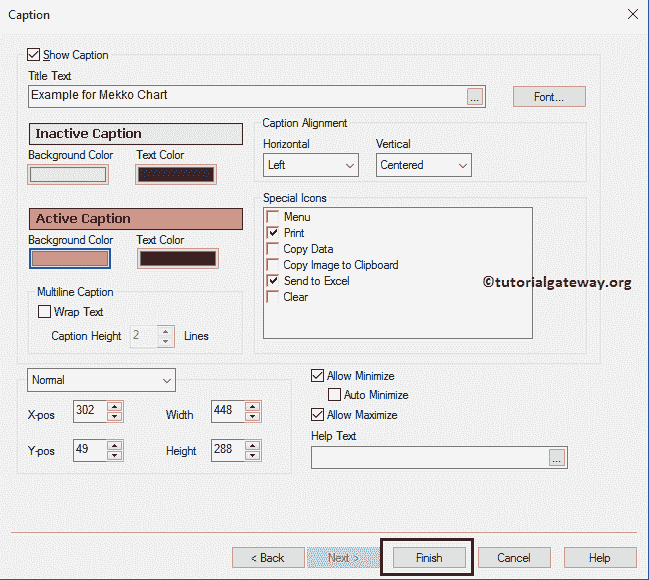 Caption
Show Caption
Title Text
Example for Mekko Chart
...
Font...
Inactive Caption
Background Color
Text Color
Caption Alignment
Horizontal
Vertical
Left
Centered
Active Caption
Background Color
Text Color
Special Icons
Menu
Print
Copy Data
Copy Image to Clipboard
Send to Excel
Clear
©tutorialgateway.org
Multiline Caption
Wrap Text
Caption Height
2
Lines
Normal
X-pos
302
Width
448
Y-pos
49
Height
288
Allow Minimize
Auto Minimize
Allow Maximize
Help Text
...
< Back
Next >
Finish
Cancel
Help